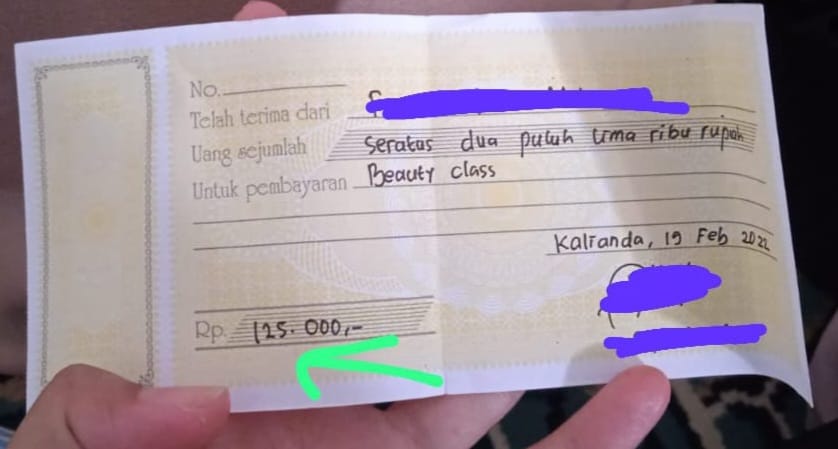 No.
Telah terima dari
Uang sejumlah Seratus dua puluh lima ribu rupiah
Untuk pembayaran Beauty class
Kalianda, 19 Feb 2022
Rp. 125.000,-